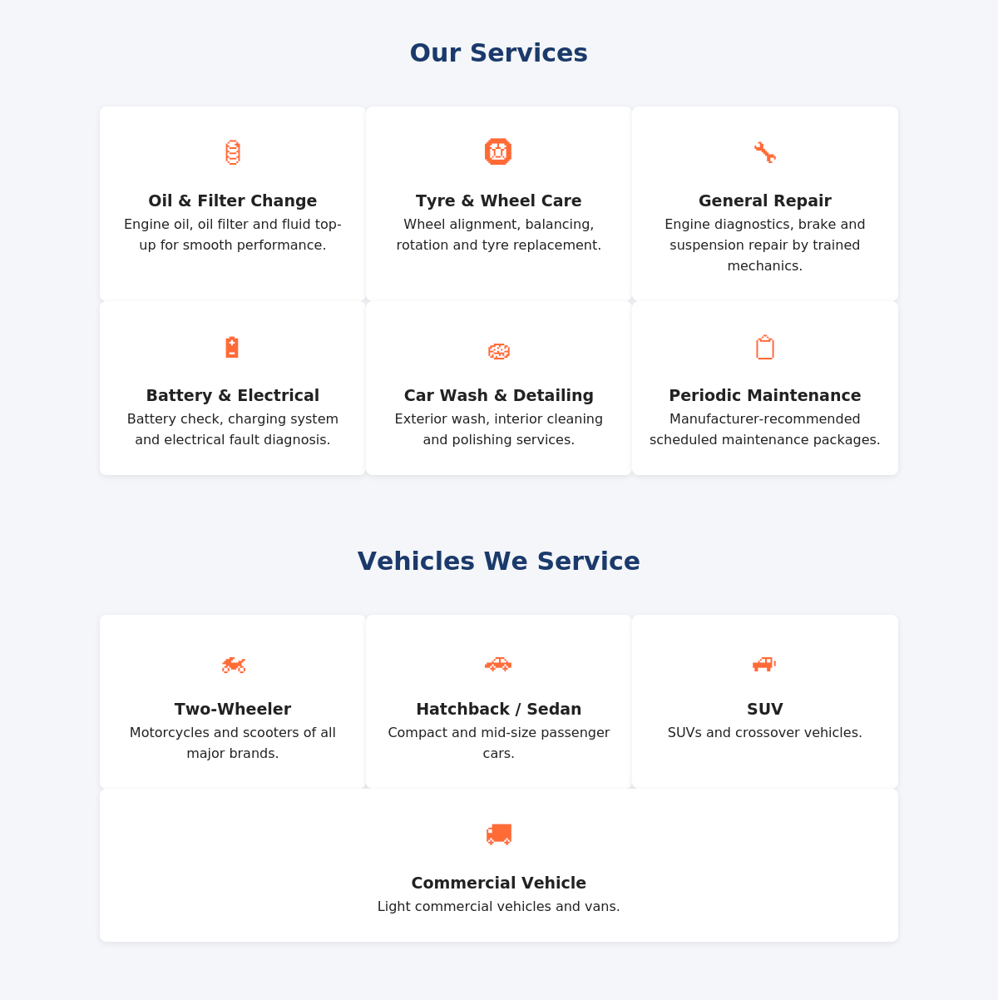 Our Services
Oil & Filter Change
Engine oil, oil filter and fluid top-
up for smooth performance.
Tyre & Wheel Care
Wheel alignment, balancing,
rotation and tyre replacement.
General Repair
Engine diagnostics, brake and
suspension repair by trained
mechanics.
Battery & Electrical
Battery check, charging system
and electrical fault diagnosis.
Car Wash & Detailing
Exterior wash, interior cleaning
and polishing services.
Periodic Maintenance
Manufacturer-recommended
scheduled maintenance packages.
Vehicles We Service
Two-Wheeler
Motorcycles and scooters of all
major brands.
Hatchback / Sedan
Compact and mid-size passenger
cars.
SUV
SUVs and crossover vehicles.
Commercial Vehicle
Light commercial vehicles and vans.